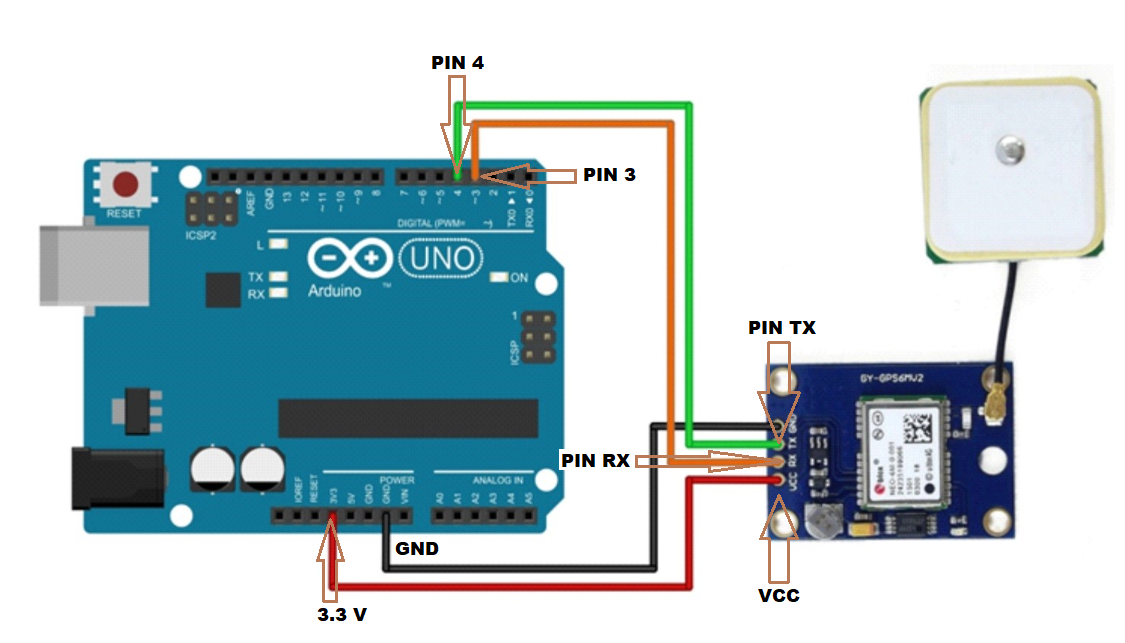 PIN 4
PIN 3
RESET
ICSP2
AREF
GND
13
12
~11
~10
~9
8
7
~6
~5
4
~3
2
TX0 ▶ 1
RX0 ◀ 0
DIGITAL (PWM=
L
TX
RX
UNO
ON
Arduino
TM
1
ICSP
PIN TX
GY-GPS6MV2
GND
TX
RX
VCC
PIN RX
IOREF
RESET
3V3
5V
GND
GND
VIN
POWER
ANALOG IN
A0
A1
A2
A3
A4
A5
GND
3.3 V
VCC